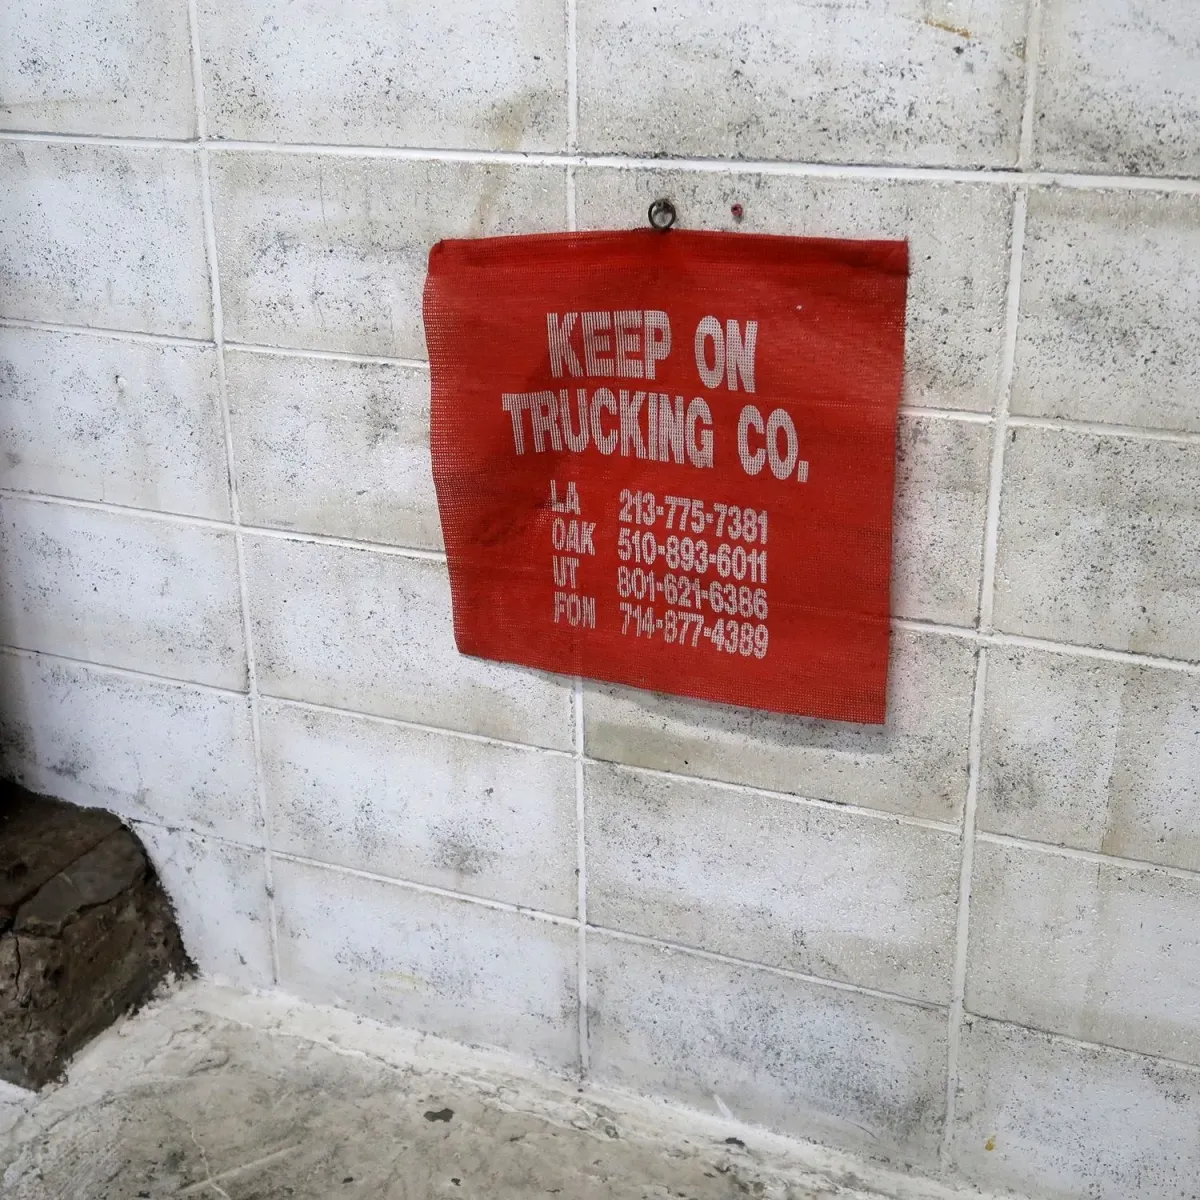 KEEP ON
TRUCKING CO.
LA 213-775-7381
OAK 510-893-6011
UT 801-621-6386
FON 714-877-4389